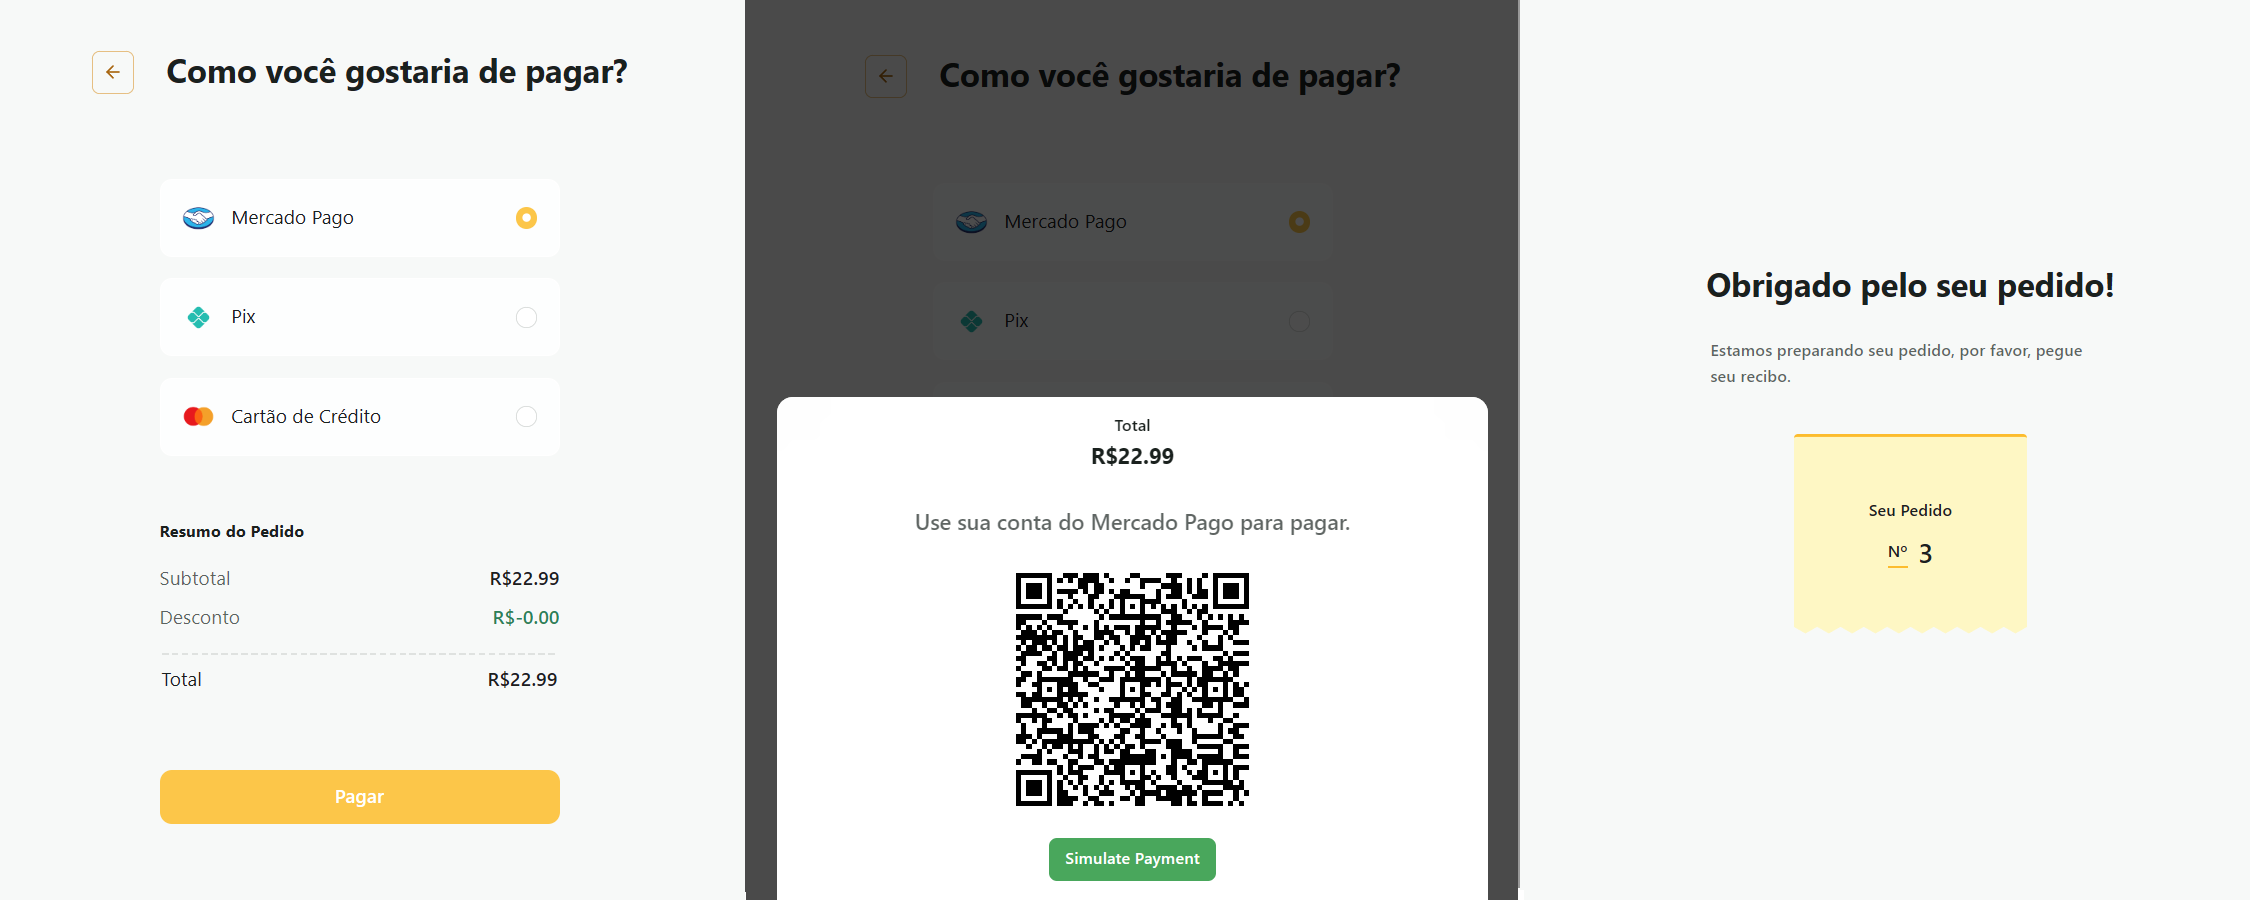 Como você gostaria de pagar?
Mercado Pago
Pix
Cartão de Crédito
Resumo do Pedido
Subtotal R$22.99
Desconto R$-0.00
Total R$22.99
Pagar
Como você gostaria de pagar?
Mercado Pago
Pix
Total
R$22.99
Use sua conta do Mercado Pago para pagar.
Simulate Payment
Obrigado pelo seu pedido!
Estamos preparando seu pedido, por favor, pegue
seu recibo.
Seu Pedido
Nº 3